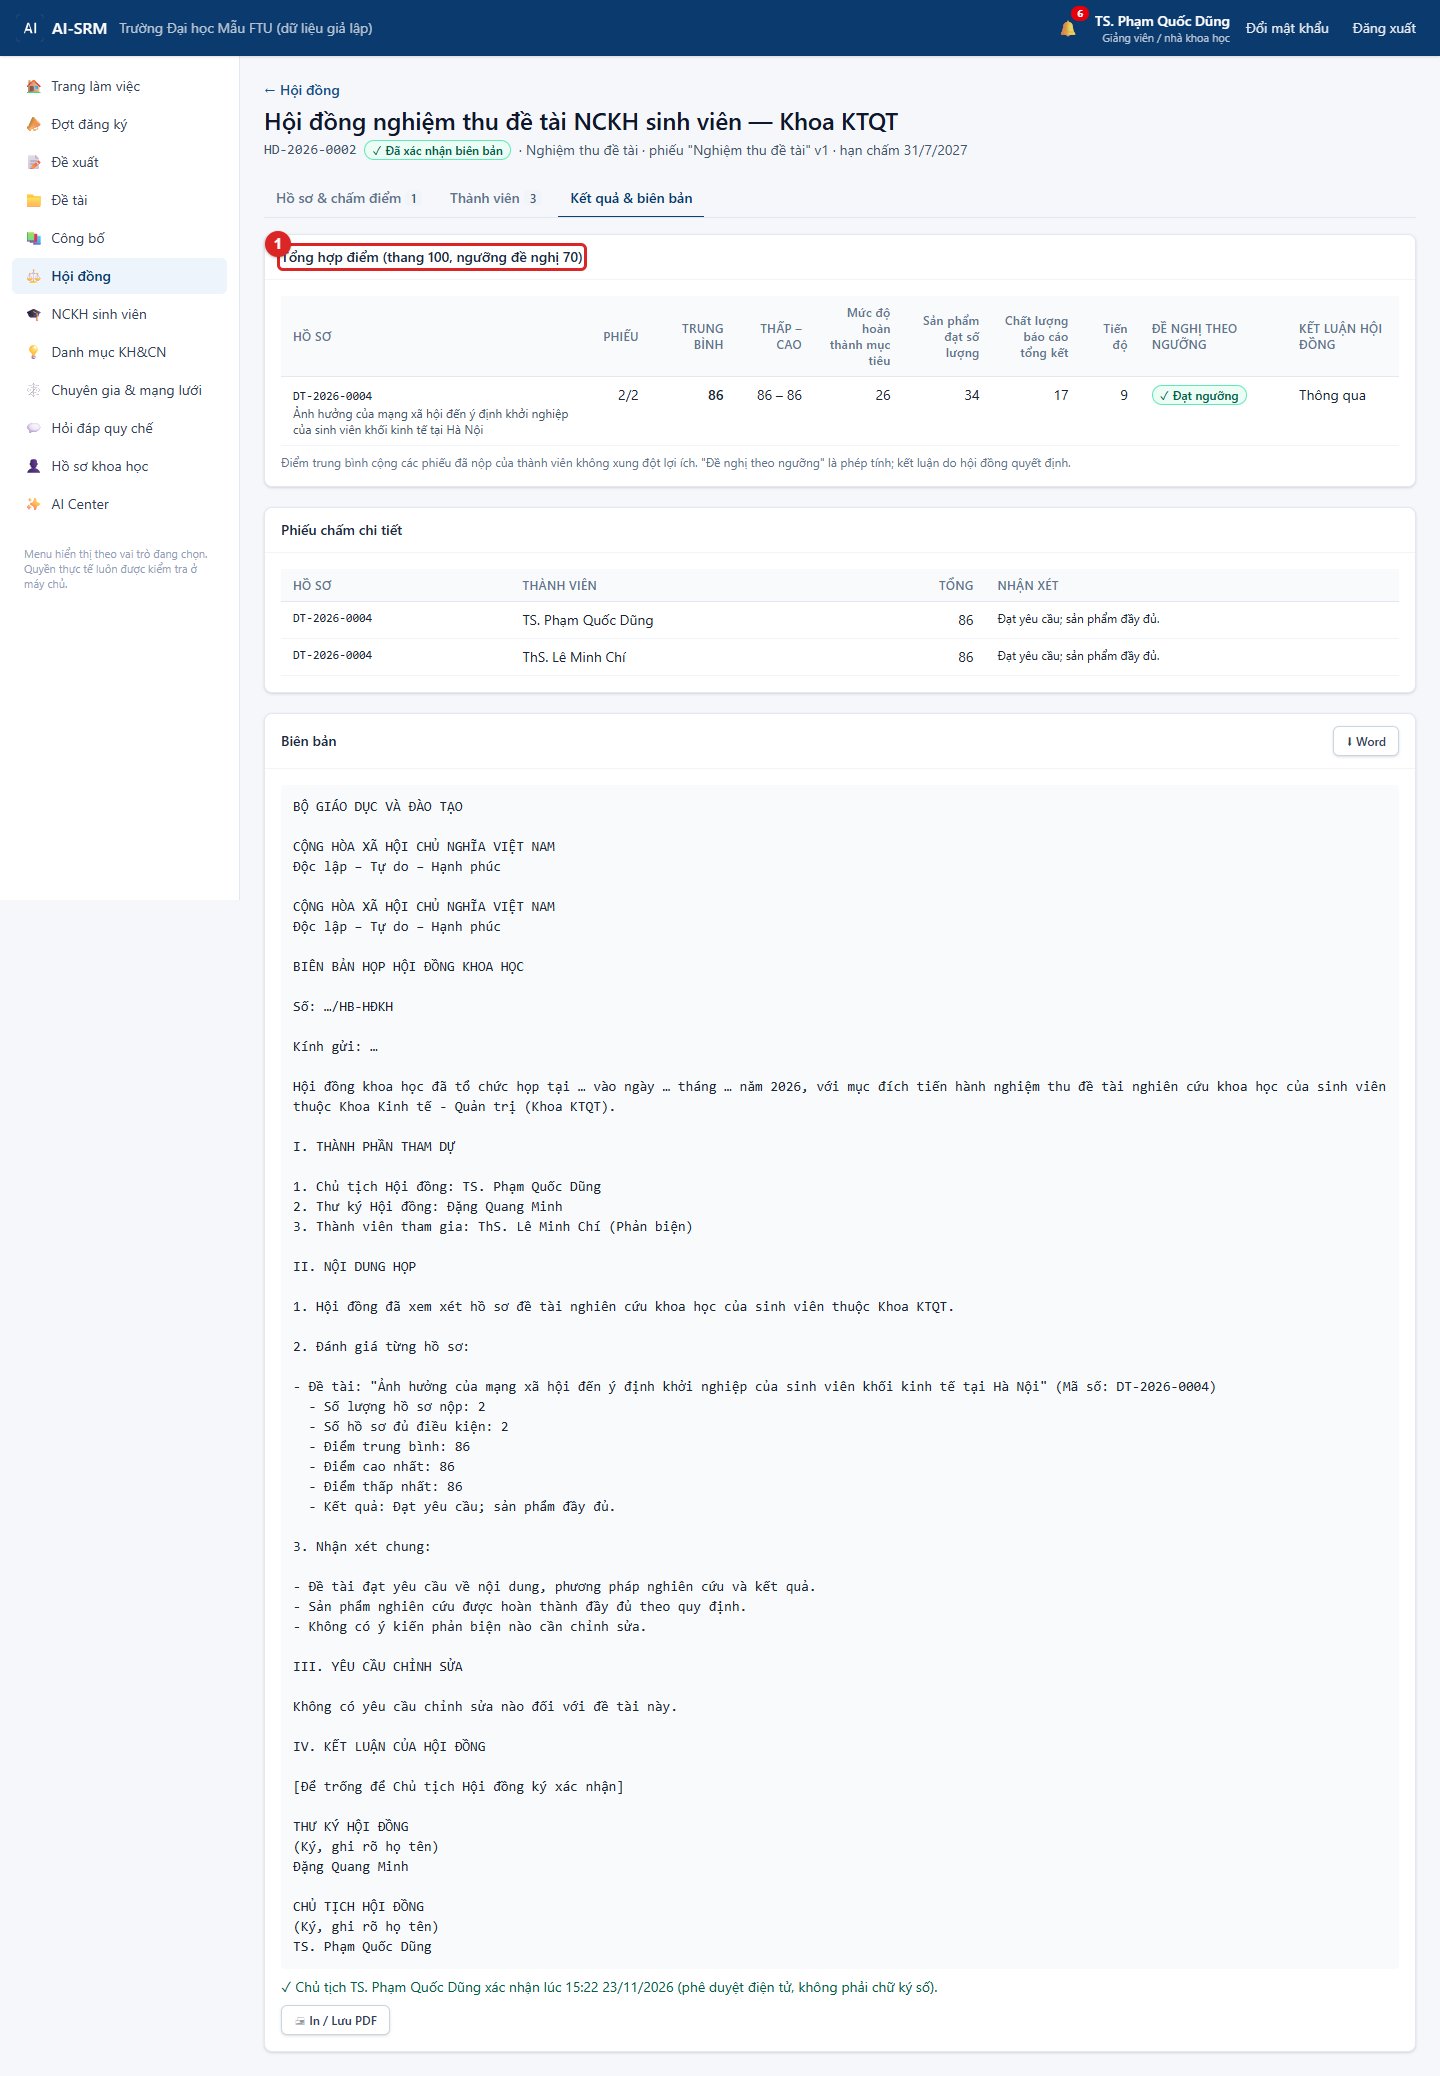 AI AI-SRM Trường Đại học Mẫu FTU (dữ liệu giả lập)
6
TS. Phạm Quốc Dũng
Giảng viên / nhà khoa học
Đổi mật khẩu
Đăng xuất
Trang làm việc
Đợt đăng ký
Đề xuất
Đề tài
Công bố
Hội đồng
NCKH sinh viên
Danh mục KH&CN
Chuyên gia & mạng lưới
Hỏi đáp quy chế
Hồ sơ khoa học
AI Center
Menu hiển thị theo vai trò đang chọn.
Quyền thực tế luôn được kiểm tra ở
máy chủ.
← Hội đồng
Hội đồng nghiệm thu đề tài NCKH sinh viên — Khoa KTQT
HD-2026-0002 ✓ Đã xác nhận biên bản · Nghiệm thu đề tài · phiếu "Nghiệm thu đề tài" v1 · hạn chấm 31/7/2027
Hồ sơ & chấm điểm 1
Thành viên 3
Kết quả & biên bản
1
Tổng hợp điểm (thang 100, ngưỡng đề nghị 70)
HỒ SƠ
PHIẾU
TRUNG
BÌNH
THẤP –
CAO
Mức độ
hoàn
thành mục
tiêu
Sản phẩm
đạt số
lượng
Chất lượng
báo cáo
tổng kết
Tiến
độ
ĐỀ NGHỊ THEO
NGƯỠNG
KẾT LUẬN HỘI
ĐỒNG
DT-2026-0004
Ảnh hưởng của mạng xã hội đến ý định khởi nghiệp
của sinh viên khối kinh tế tại Hà Nội
2/2
86
86 – 86
26
34
17
9
✓ Đạt ngưỡng
Thông qua
Điểm trung bình cộng các phiếu đã nộp của thành viên không xung đột lợi ích. "Đề nghị theo ngưỡng" là phép tính; kết luận do hội đồng quyết định.
Phiếu chấm chi tiết
HỒ SƠ THÀNH VIÊN TỔNG NHẬN XÉT
DT-2026-0004 TS. Phạm Quốc Dũng 86 Đạt yêu cầu; sản phẩm đầy đủ.
DT-2026-0004 ThS. Lê Minh Chí 86 Đạt yêu cầu; sản phẩm đầy đủ.
Biên bản
⬇ Word
BỘ GIÁO DỤC VÀ ĐÀO TẠO
CỘNG HÒA XÃ HỘI CHỦ NGHĨA VIỆT NAM
Độc lập – Tự do – Hạnh phúc
CỘNG HÒA XÃ HỘI CHỦ NGHĨA VIỆT NAM
Độc lập – Tự do – Hạnh phúc
BIÊN BẢN HỌP HỘI ĐỒNG KHOA HỌC
Số: …/HB-HĐKH
Kính gửi: …
Hội đồng khoa học đã tổ chức họp tại … vào ngày … tháng … năm 2026, với mục đích tiến hành nghiệm thu đề tài nghiên cứu khoa học của sinh viên
thuộc Khoa Kinh tế - Quản trị (Khoa KTQT).
I. THÀNH PHẦN THAM DỰ
1. Chủ tịch Hội đồng: TS. Phạm Quốc Dũng
2. Thư ký Hội đồng: Đặng Quang Minh
3. Thành viên tham gia: ThS. Lê Minh Chí (Phản biện)
II. NỘI DUNG HỌP
1. Hội đồng đã xem xét hồ sơ đề tài nghiên cứu khoa học của sinh viên thuộc Khoa KTQT.
2. Đánh giá từng hồ sơ:
- Đề tài: "Ảnh hưởng của mạng xã hội đến ý định khởi nghiệp của sinh viên khối kinh tế tại Hà Nội" (Mã số: DT-2026-0004)
- Số lượng hồ sơ nộp: 2
- Số hồ sơ đủ điều kiện: 2
- Điểm trung bình: 86
- Điểm cao nhất: 86
- Điểm thấp nhất: 86
- Kết quả: Đạt yêu cầu; sản phẩm đầy đủ.
3. Nhận xét chung:
- Đề tài đạt yêu cầu về nội dung, phương pháp nghiên cứu và kết quả.
- Sản phẩm nghiên cứu được hoàn thành đầy đủ theo quy định.
- Không có ý kiến phản biện nào cần chỉnh sửa.
III. YÊU CẦU CHỈNH SỬA
Không có yêu cầu chỉnh sửa nào đối với đề tài này.
IV. KẾT LUẬN CỦA HỘI ĐỒNG
[Để trống để Chủ tịch Hội đồng ký xác nhận]
THƯ KÝ HỘI ĐỒNG
(Ký, ghi rõ họ tên)
Đặng Quang Minh
CHỦ TỊCH HỘI ĐỒNG
(Ký, ghi rõ họ tên)
TS. Phạm Quốc Dũng
✓ Chủ tịch TS. Phạm Quốc Dũng xác nhận lúc 15:22 23/11/2026 (phê duyệt điện tử, không phải chữ ký số).
In / Lưu PDF